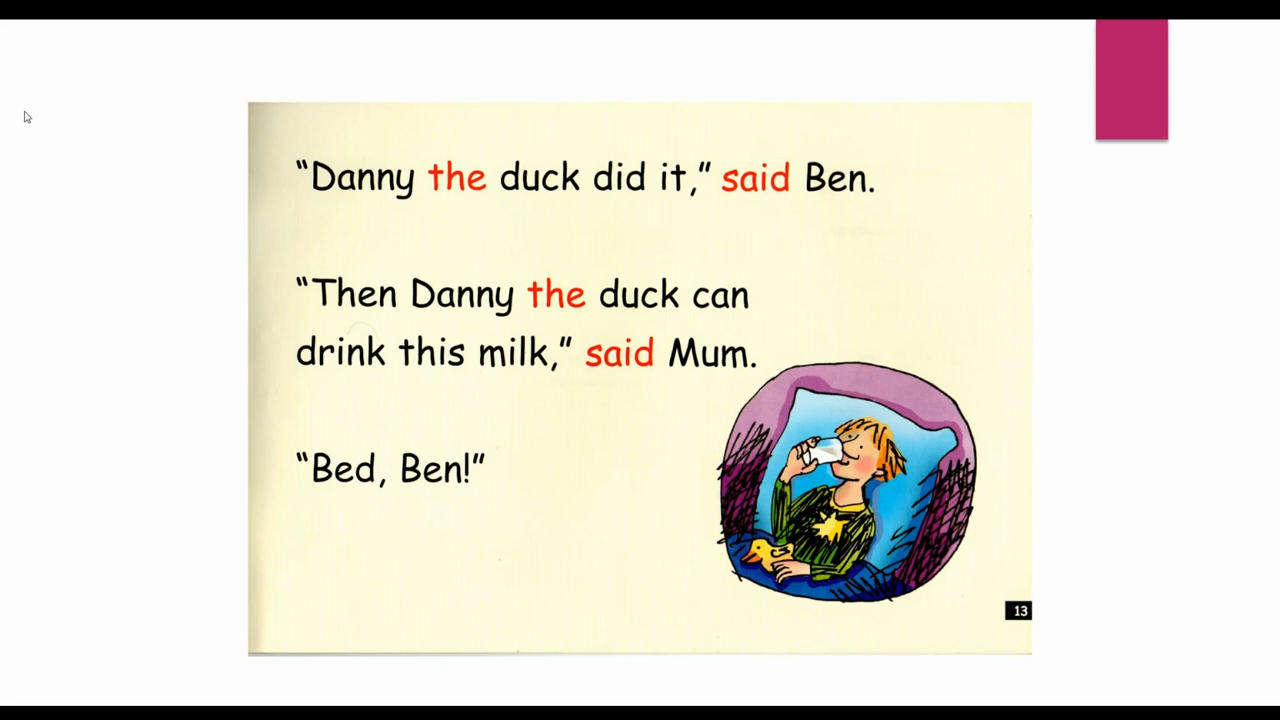 “Danny the duck did it,” said Ben.
“Then Danny the duck can
drink this milk,” said Mum.
“Bed, Ben!”
13